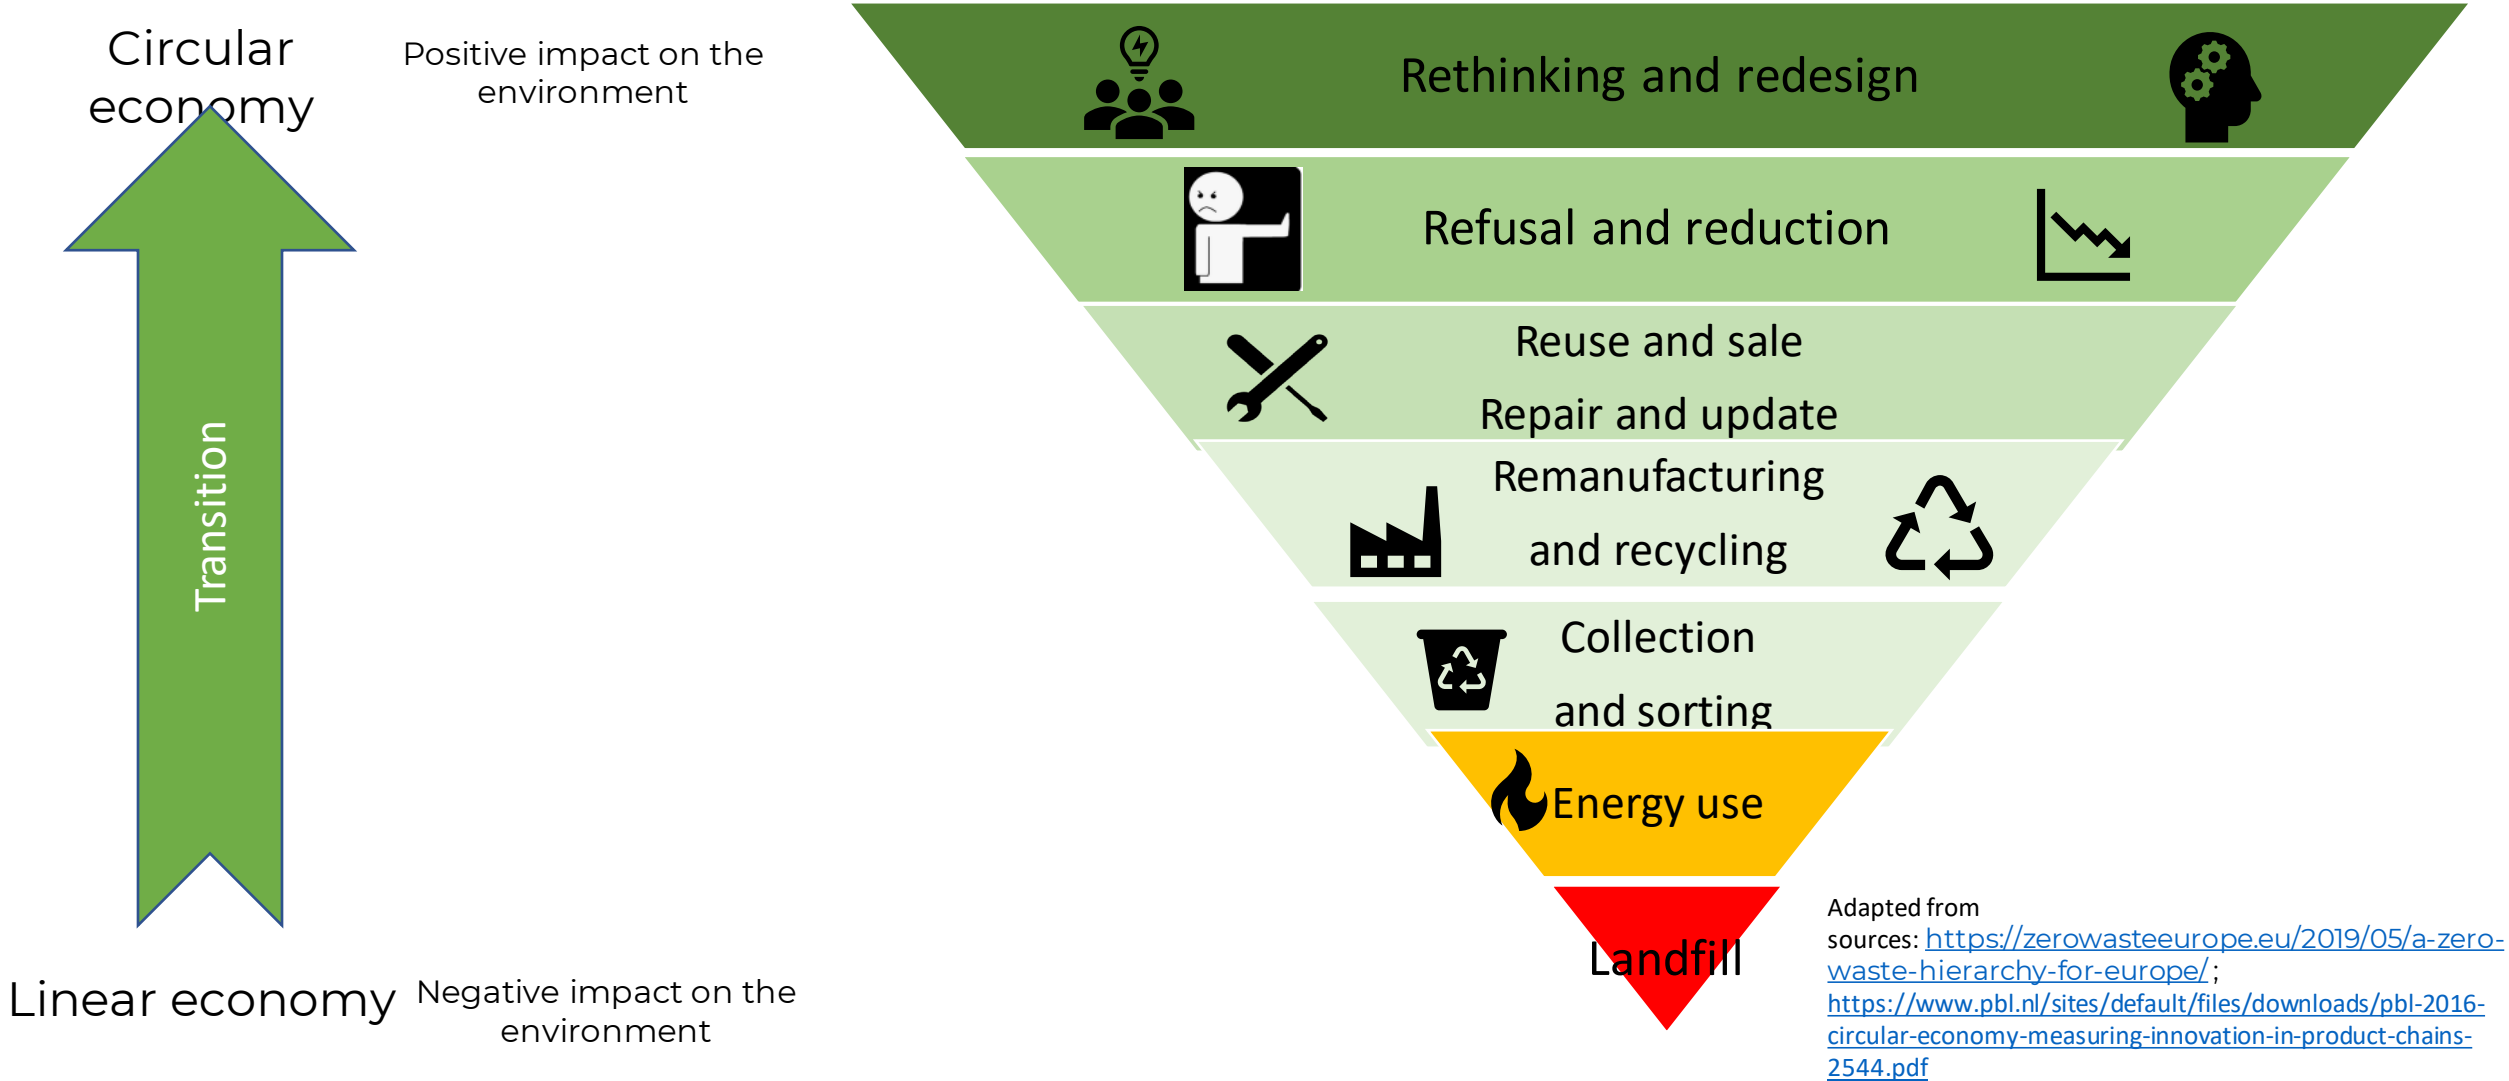 Circular
economy
Positive impact on the
environment
Transition
Linear economy
Negative impact on the
environment
Rethinking and redesign
Refusal and reduction
Reuse and sale
Repair and update
Remanufacturing
and recycling
Collection
and sorting
Energy use
Landfill
Adapted from
sources: https://zerowasteeurope.eu/2019/05/a-zero-
waste-hierarchy-for-europe/ ;
https://www.pbl.nl/sites/default/files/downloads/pbl-2016-
circular-economy-measuring-innovation-in-product-chains-
2544.pdf